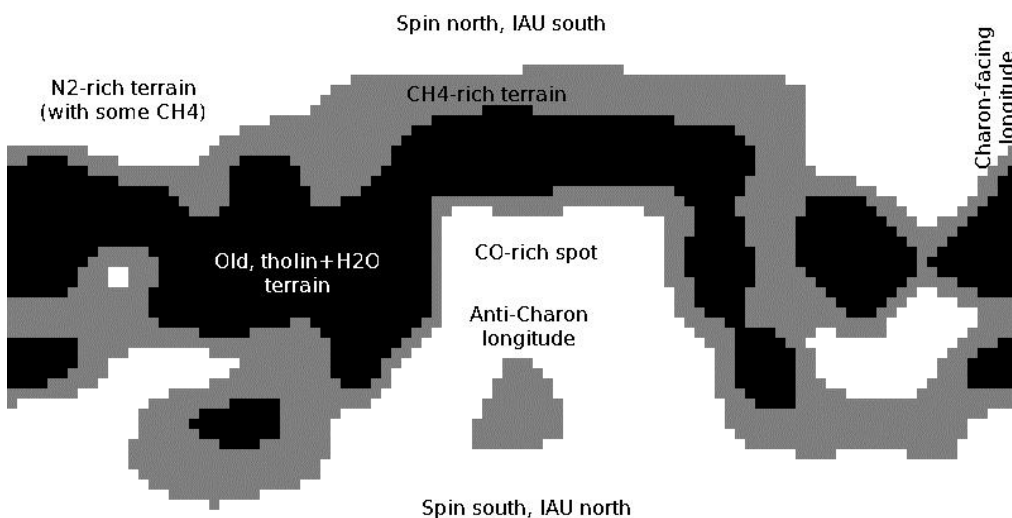 Spin north, IAU south
N2-rich terrain
(with some CH4)
CH4-rich terrain
Charon-facing
longitude
Old, tholin+H2O
terrain
CO-rich spot
Anti-Charon
longitude
Spin south, IAU north